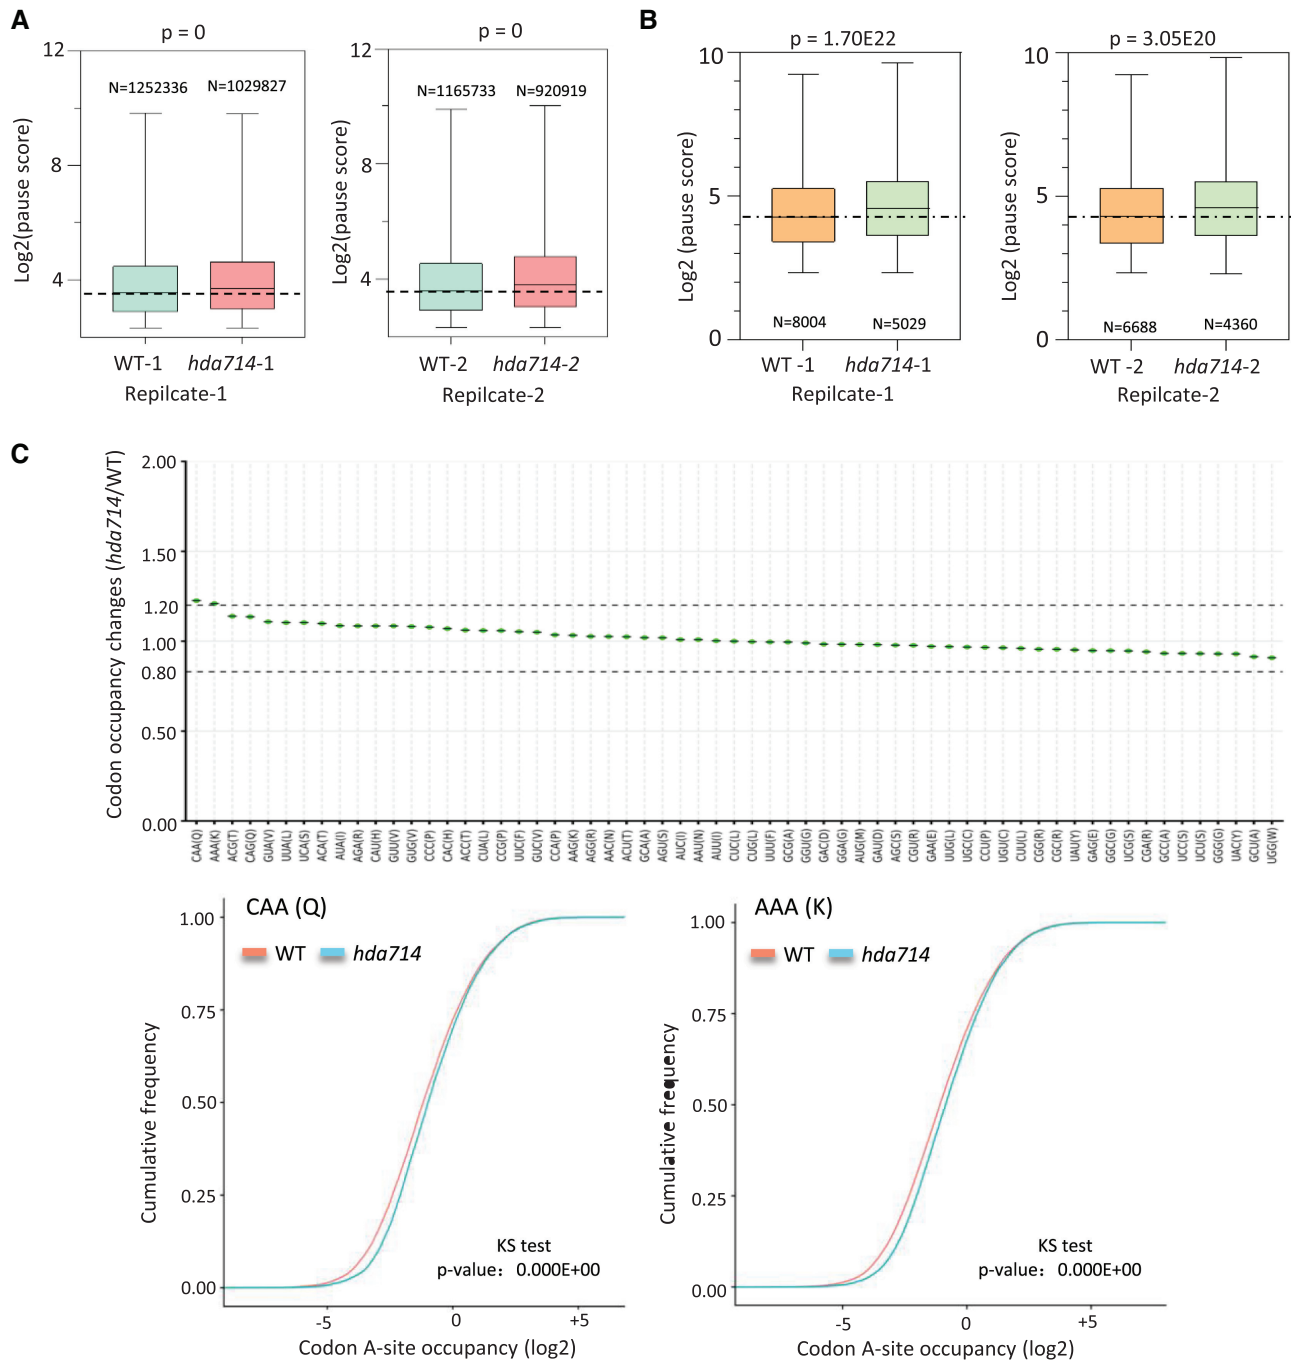 A
p = 0
12
8
4
Log2(pause score)
N=1252336
N=1029827
WT-1
hda714-1
Repilcate-1
p = 0
12
8
4
Log2(pause score)
N=1165733
N=920919
WT-2
hda714-2
Repilcate-2
B
p = 1.70E22
10
5
0
Log2 (pause score)
N=8004
N=5029
WT -1
hda714-1
Repilcate-1
p = 3.05E20
10
5
0
Log2 (pause score)
N=6688
N=4360
WT -2
hda714-2
Repilcate-2
C
Codon occupancy changes (hda714/WT)
2.00
1.50
1.20
1.00
0.80
0.50
0.00
CAA(Q)
AAA(K)
ACG(T)
CAG(Q)
GUA(V)
UUA(L)
UCA(S)
ACA(T)
AUA(I)
AGA(R)
CAU(H)
GUU(V)
GUG(V)
CCC(P)
CAC(H)
ACC(T)
CUA(L)
CCG(P)
UUC(F)
GUC(V)
CCA(P)
AAG(K)
AGG(R)
AAC(N)
ACU(T)
GCA(A)
AGU(S)
AUC(I)
AAU(N)
AUU(I)
CUC(L)
CUG(L)
UUU(F)
GCG(A)
GGU(G)
GAC(D)
GGA(G)
AUG(M)
GAU(D)
AGC(S)
CGU(R)
GAA(E)
UUG(L)
UGC(C)
CCU(P)
UGU(C)
CUU(L)
CGG(R)
CGC(R)
UAU(Y)
GAG(E)
GGC(G)
UCG(S)
CGA(R)
GCC(A)
UCC(S)
UCU(S)
GGG(G)
UAC(Y)
GCU(A)
UGG(W)
CAA (Q)
WT
hda714
Cumulative frequency
1.00
0.75
0.50
0.25
0.00
KS test
p-value: 0.000E+00
-5
0
+5
Codon A-site occupancy (log2)
AAA (K)
WT
hda714
Cumulative frequency
1.00
0.75
0.50
0.25
0.00
KS test
p-value: 0.000E+00
-5
0
+5
Codon A-site occupancy (log2)